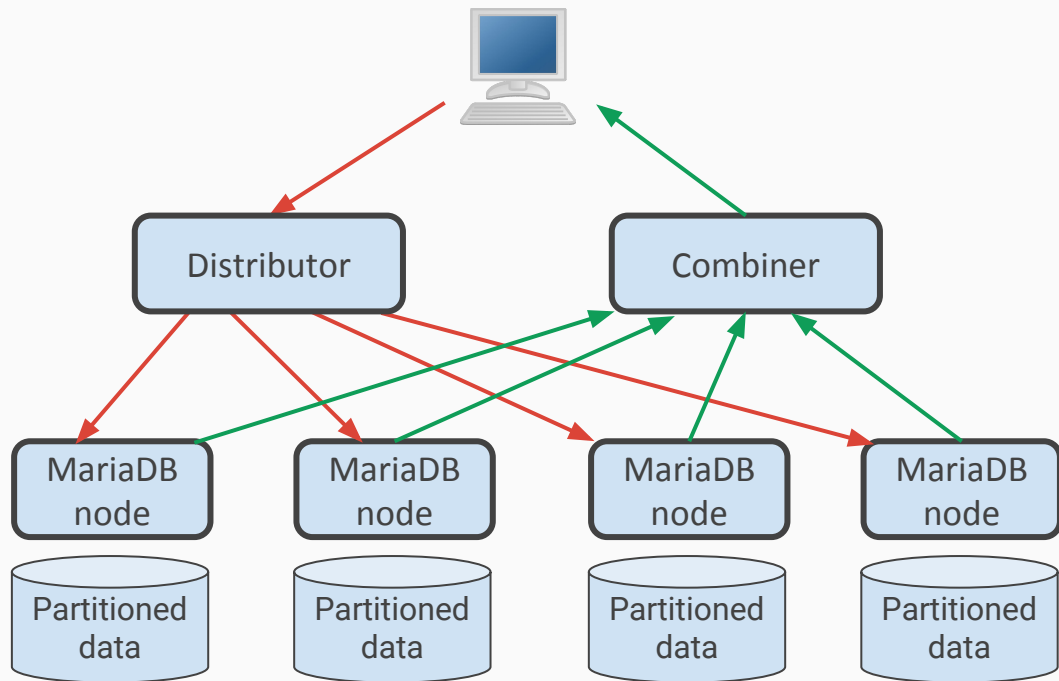 Distributor
Combiner
MariaDB
node
MariaDB
node
MariaDB
node
MariaDB
node
Partitioned
data
Partitioned
data
Partitioned
data
Partitioned
data